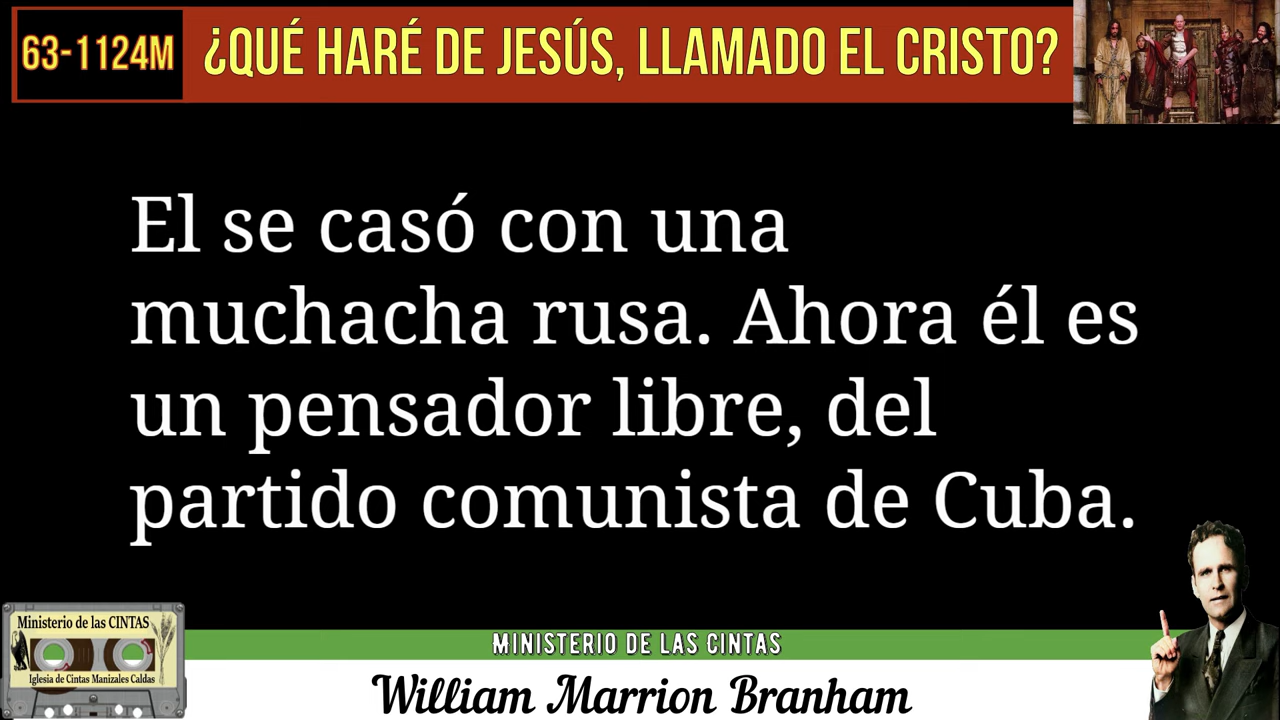 63-1124M
¿QUÉ HARÉ DE JESÚS, LLAMADO EL CRISTO?
El se casó con una
muchacha rusa. Ahora él es
un pensador libre, del
partido comunista de Cuba.
Ministerio de las CINTAS
Iglesia de Cintas Manizales Caldas
MINISTERIO DE LAS CINTAS
William Marrion Branham